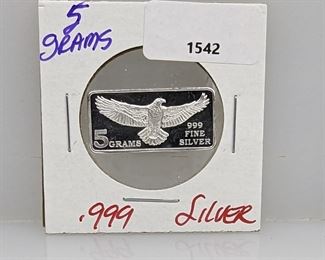 5
grams
1542
5 GRAMS
999
FINE
SILVER
.999 SILVER